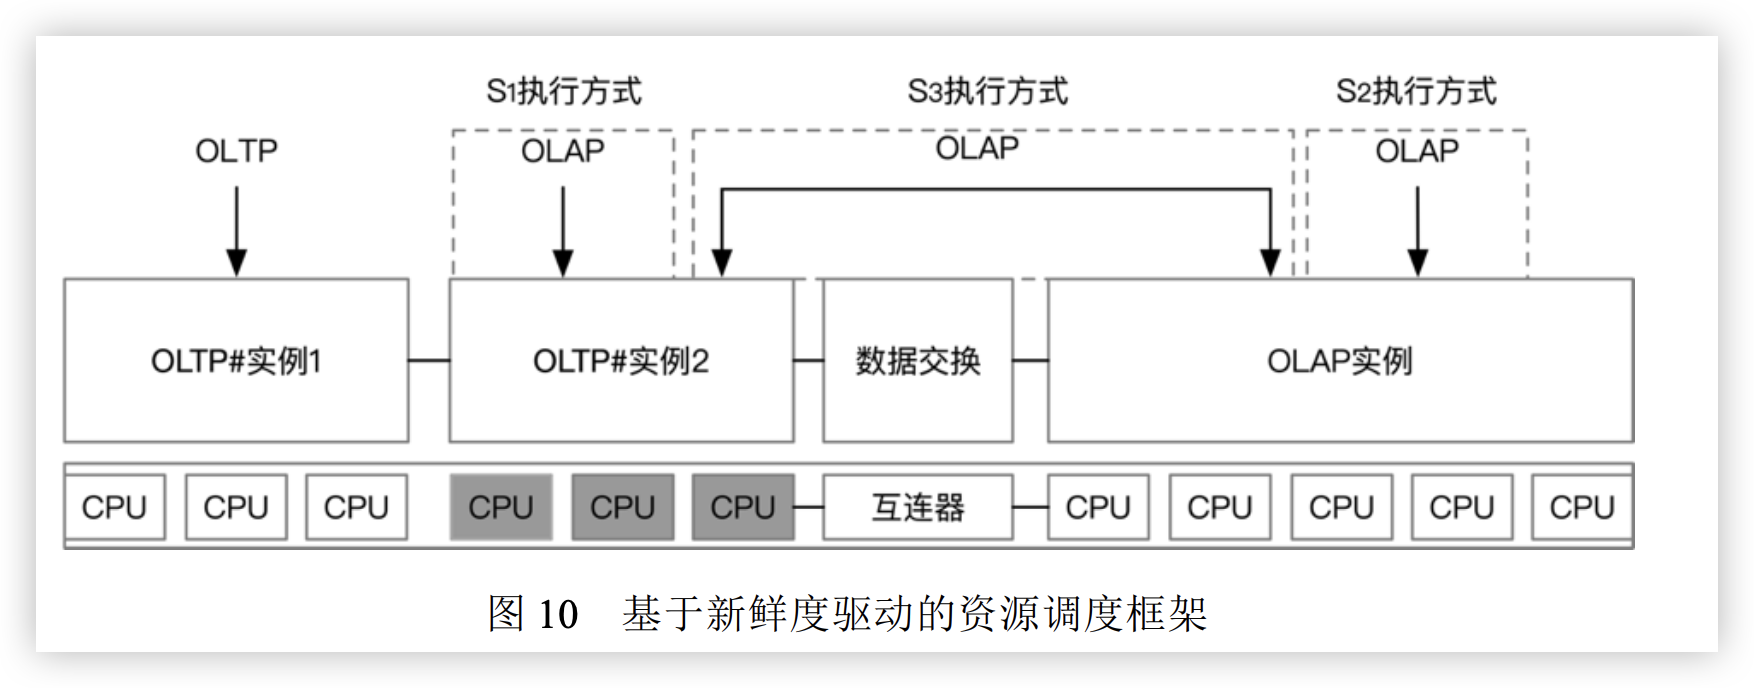 S1执行方式 S3执行方式 S2执行方式
OLTP OLAP OLAP OLAP
OLTP#实例1 OLTP#实例2 数据交换 OLAP实例
CPU CPU CPU CPU CPU CPU 互连器 CPU CPU CPU CPU CPU
图 10 基于新鲜度驱动的资源调度框架